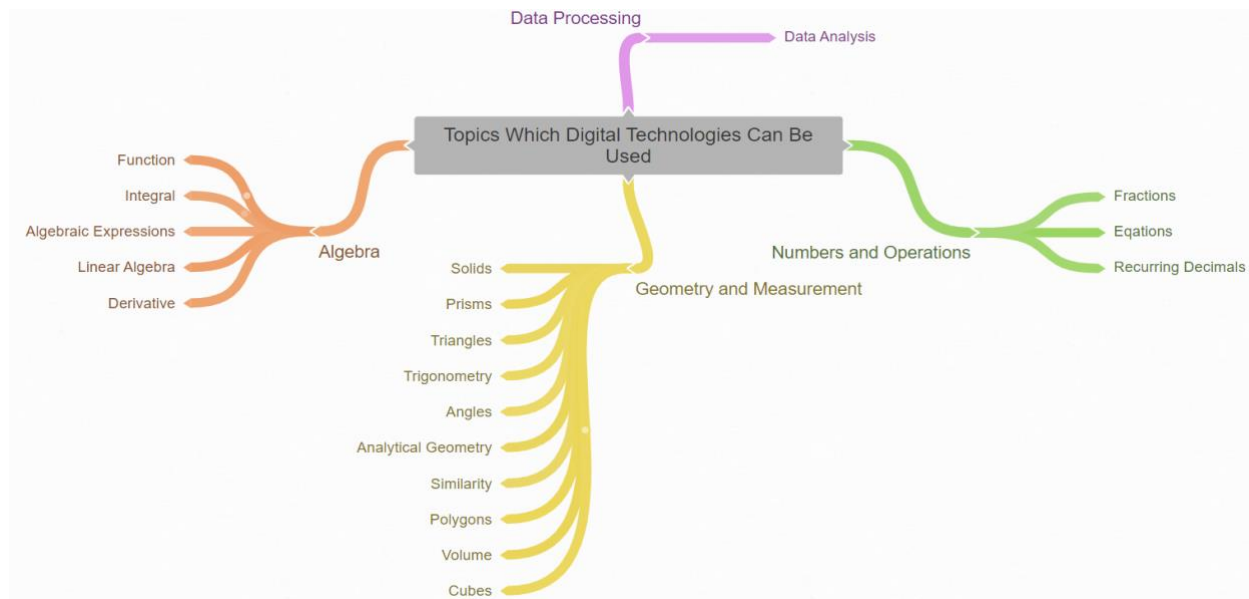 Data Processing
Data Analysis
Topics Which Digital Technologies Can Be
Used
Function
Integral
Algebraic Expressions
Linear Algebra
Derivative
Algebra
Solids
Prisms
Triangles
Trigonometry
Angles
Analytical Geometry
Similarity
Polygons
Volume
Cubes
Geometry and Measurement
Numbers and Operations
Fractions
Eqations
Recurring Decimals